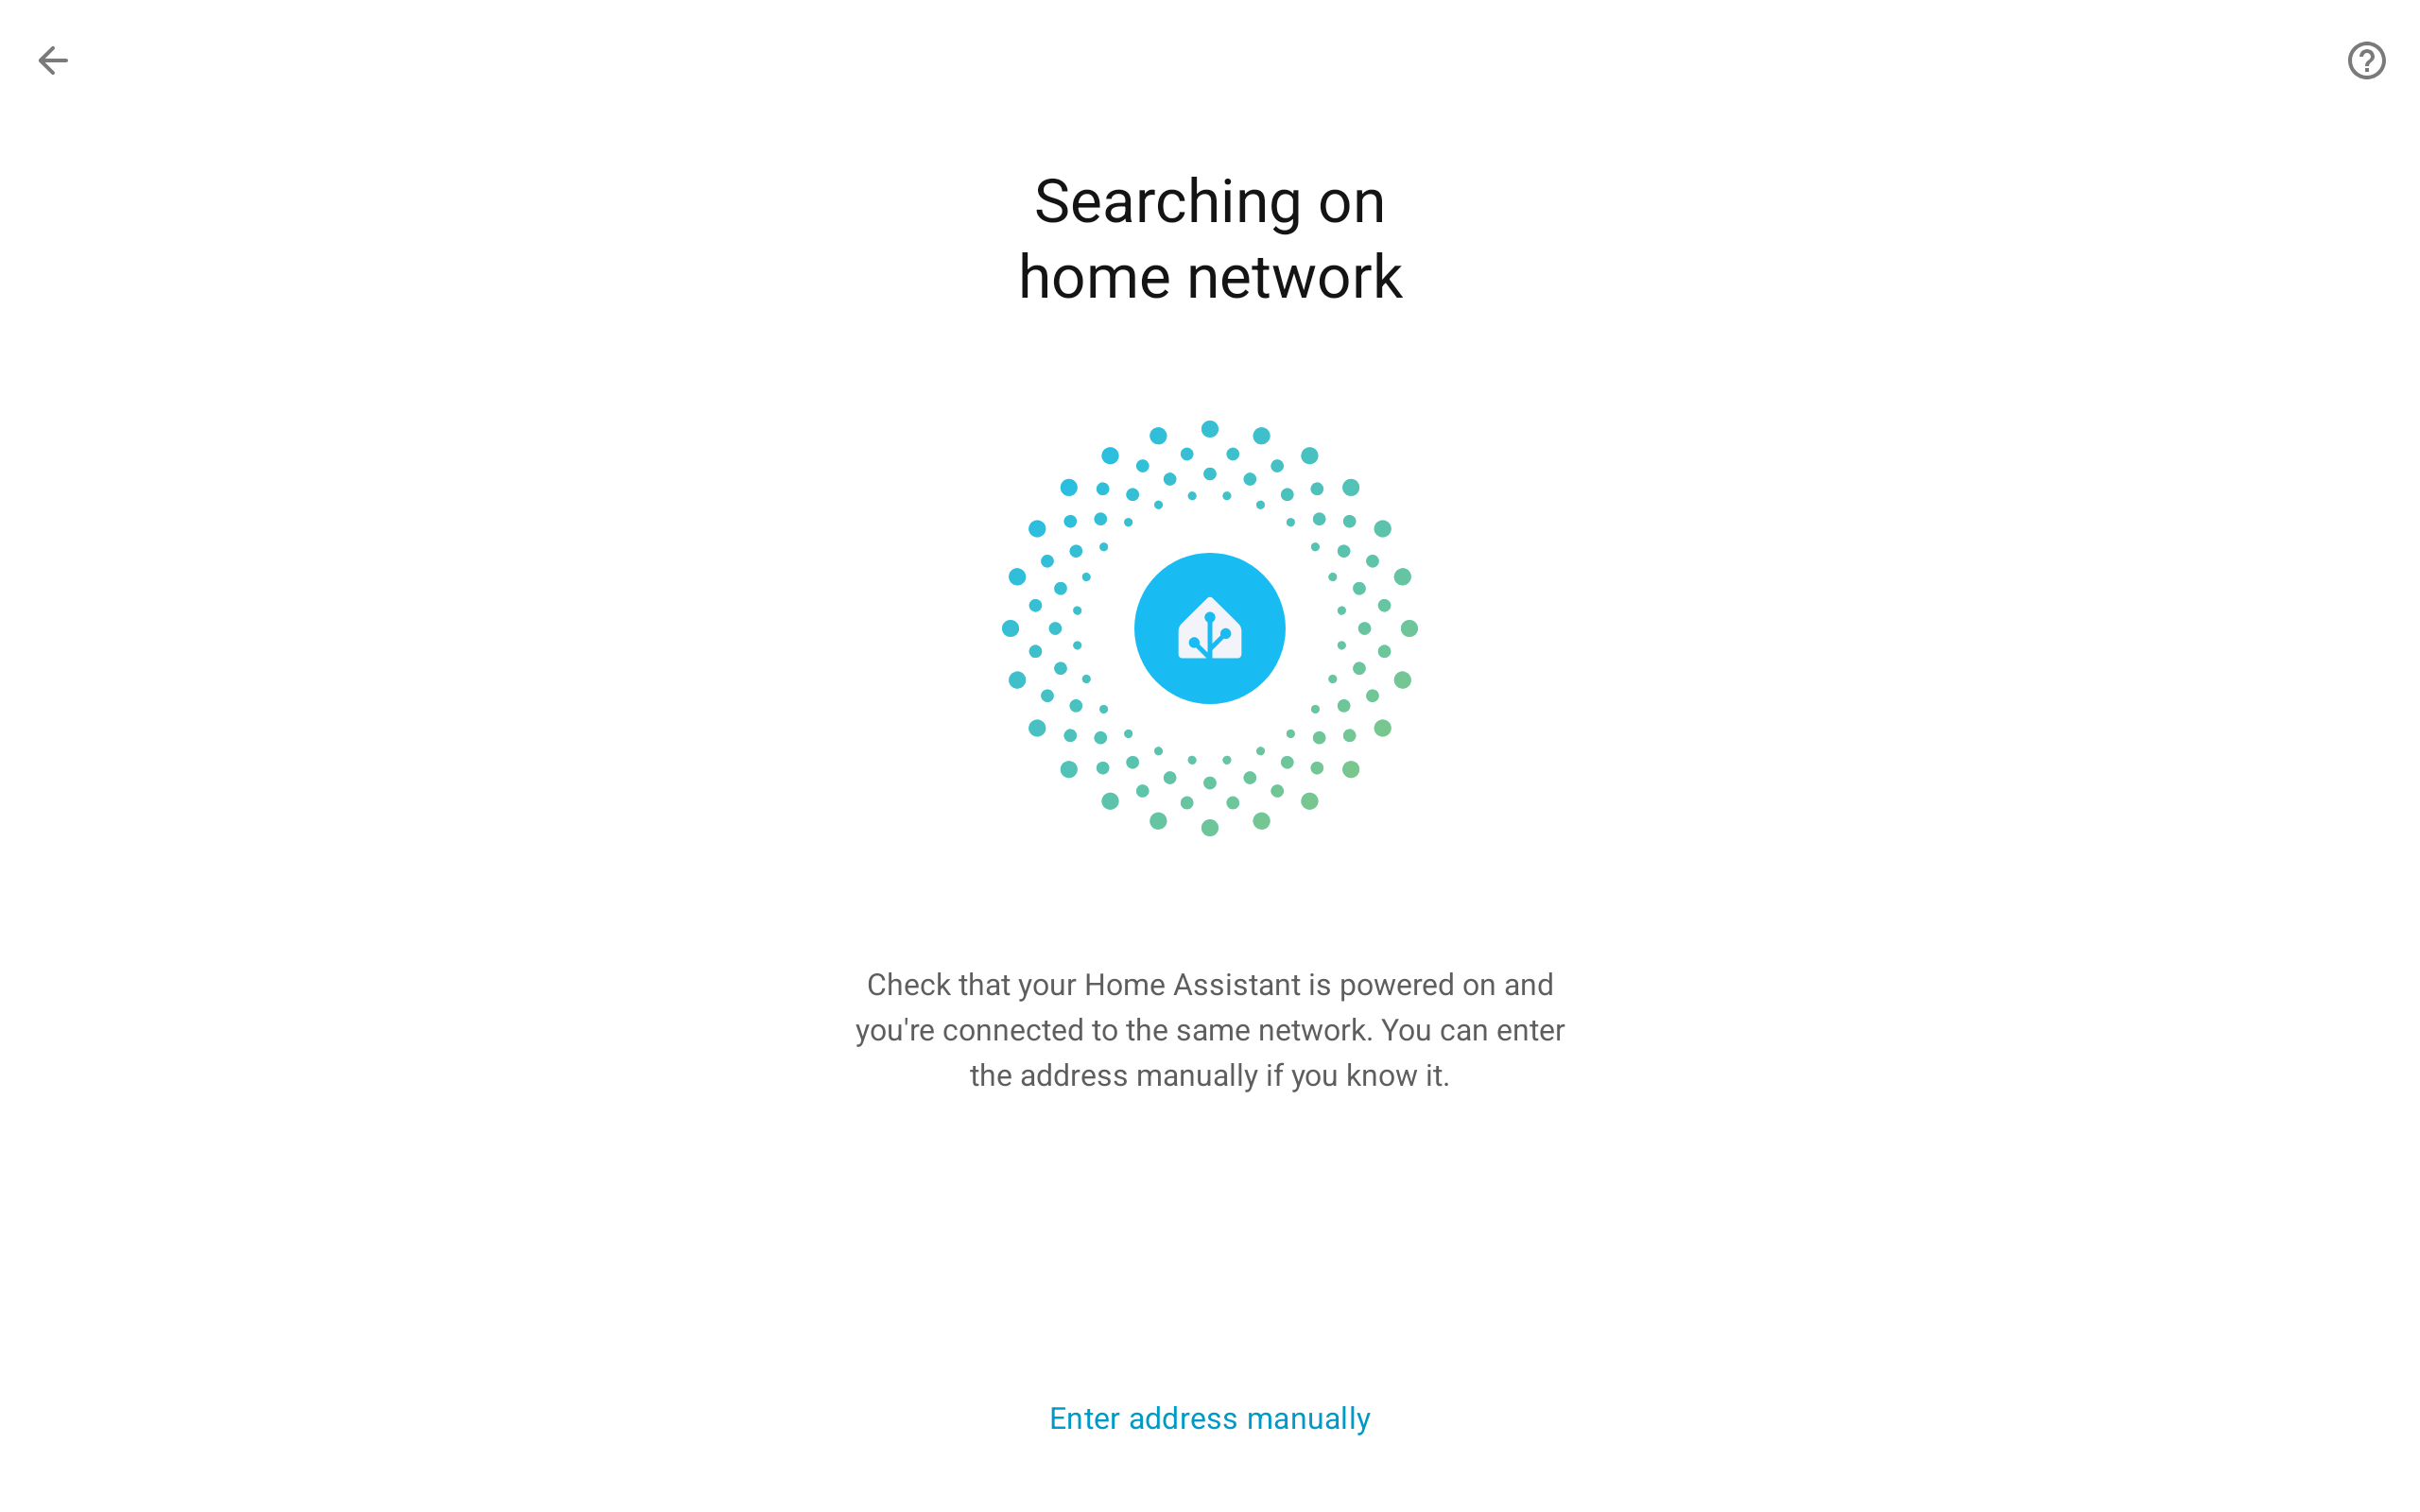 Searching on
home network
Check that your Home Assistant is powered on and
you're connected to the same network. You can enter
the address manually if you know it.
Enter address manually